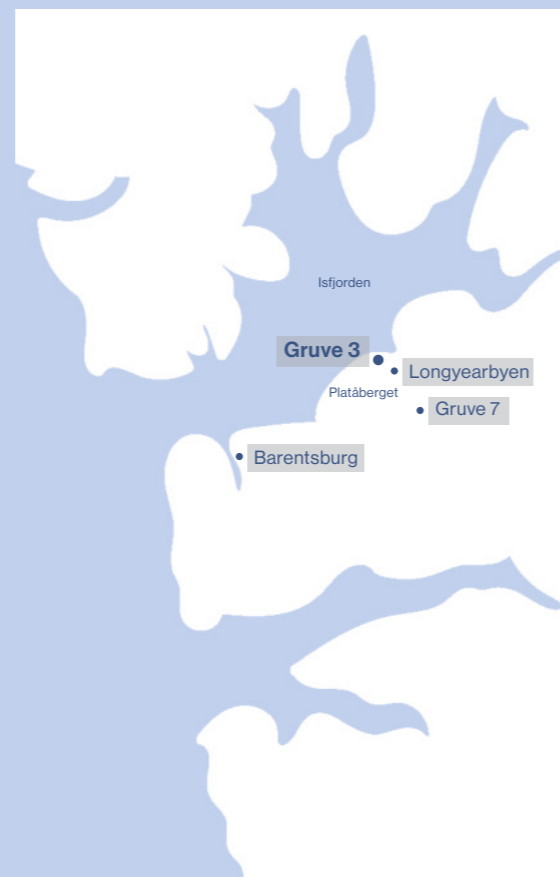 Isfjorden
Gruve 3
Longyearbyen
Platåberget
Gruve 7
Barentsburg